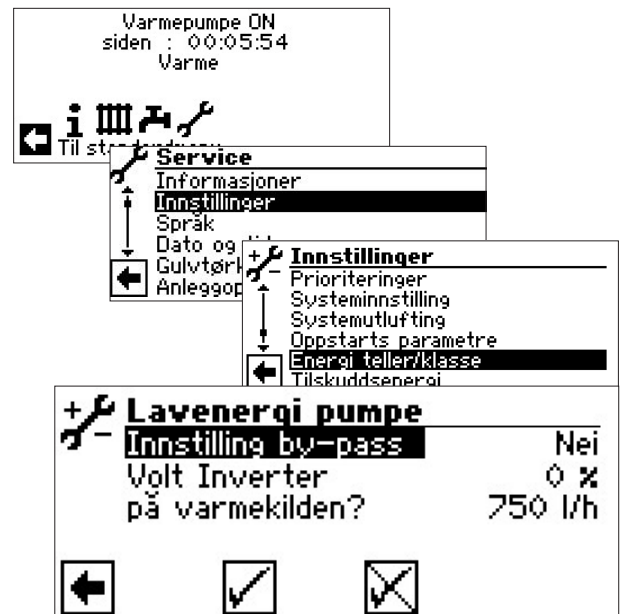 Varmepumpe ON
siden : 00:05:54
Varme
Til
Service
Informasjoner
Innstillinger
Språk
Dato og
Anleggop
Innstillinger
Prioriteringer
Systeminnstilling
Systemutlufting
Oppstarts parametre
Energi teller/klasse
Tilskuddsenergi
Lavenergi pumpe
Innstilling by-pass Nei
Volt Inverter 0 %
på varmekilden? 750 l/h